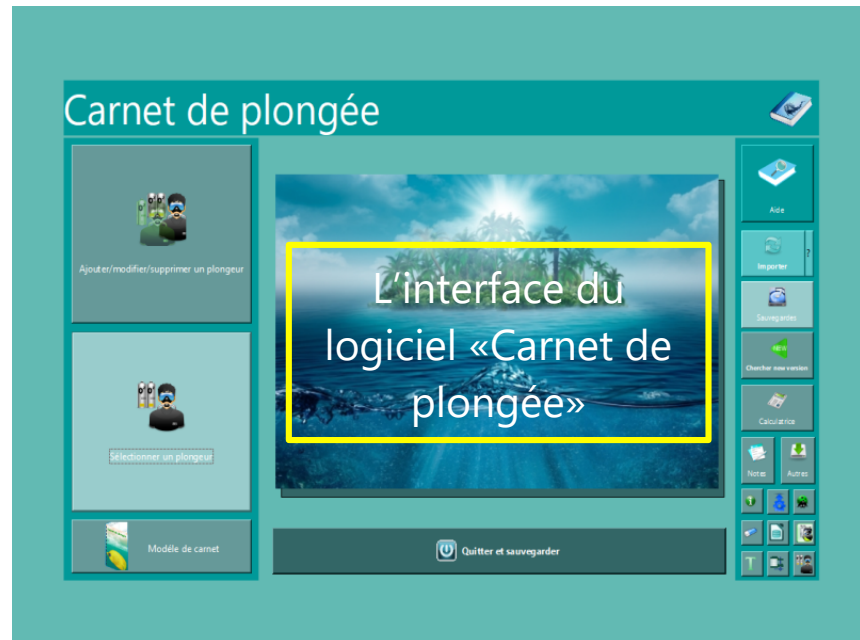 Carnet de plongée
Ajouter/modifier/supprimer un plongeur
Sélectionner un plongeur
Modéle de carnet
L'interface du
logiciel «Carnet de
plongée»
Quitter et sauvegarder
Aide
Importer
?
Sauvegardes
Chercher new version
Calculatrice
Notes
Autres